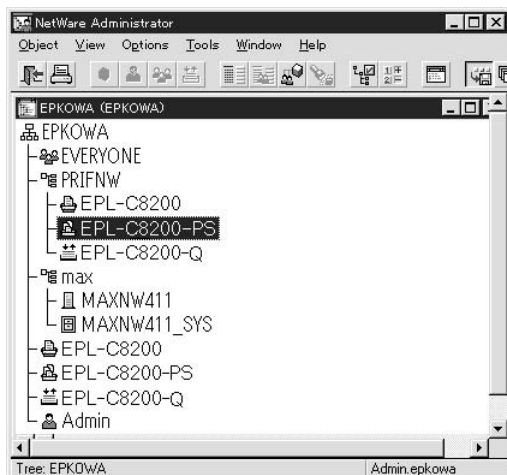 NetWare Administrator
Object View Options Tools Window Help
EPKOWA (EPKOWA)
EPKOWA
EVERYONE
PRIFNW
EPL-C8200
EPL-C8200-PS
EPL-C8200-Q
max
MAXNW411
MAXNW411_SYS
EPL-C8200
EPL-C8200-PS
EPL-C8200-Q
Admin
Tree: EPKOWA Admin.epkowa